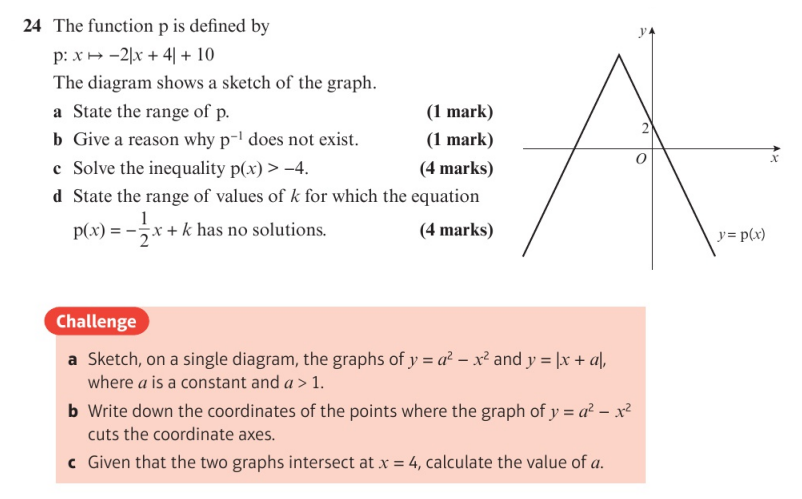 24 The function p is defined by
p: x ↦ −2|x + 4| + 10
The diagram shows a sketch of the graph.
a State the range of p. (1 mark)
b Give a reason why p⁻¹ does not exist. (1 mark)
c Solve the inequality p(x) > −4. (4 marks)
d State the range of values of k for which the equation
p(x) = −1/2x + k has no solutions. (4 marks)
y
2
O
x
y = p(x)
Challenge
a Sketch, on a single diagram, the graphs of y = a² − x² and y = |x + a|,
where a is a constant and a > 1.
b Write down the coordinates of the points where the graph of y = a² − x²
cuts the coordinate axes.
c Given that the two graphs intersect at x = 4, calculate the value of a.